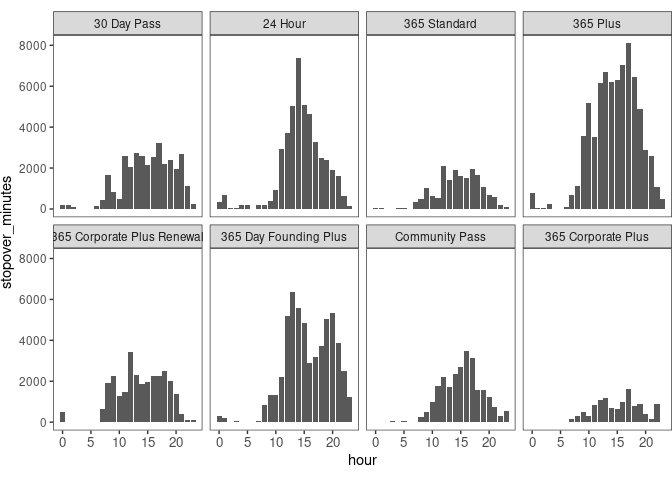 30 Day Pass
24 Hour
365 Standard
365 Plus
8000
6000
4000
2000
0
stopover_minutes
365 Corporate Plus Renewal
365 Day Founding Plus
Community Pass
365 Corporate Plus
8000
6000
4000
2000
0
0 5 10 15 20
0 5 10 15 20
0 5 10 15 20
0 5 10 15 20
hour